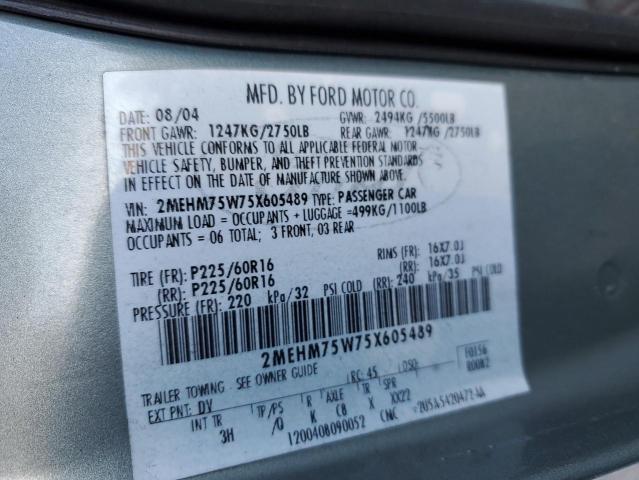 MFD. BY FORD MOTOR CO.
DATE: 08/04 GVWR: 2494KG/5500LB
FRONT GAWR: 1247KG/2750LB REAR GAWR: 1247KG/2750LB
THIS VEHICLE CONFORMS TO ALL APPLICABLE FEDERAL MOTOR
VEHICLE SAFETY, BUMPER, AND THEFT PREVENTION STANDARDS
IN EFFECT ON THE DATE OF MANUFACTURE SHOWN ABOVE.
VIN: 2MEHM75W75X605489 TYPE: PASSENGER CAR
MAXIMUM LOAD = OCCUPANTS + LUGGAGE =499KG/1100LB
OCCUPANTS = 06 TOTAL; 3 FRONT, 03 REAR
TIRE (FR): P225/60R16 RIMS (FR): 16X7.0J
(RR): P225/60R16 (RR): 16X7.0J
PRESSURE (FR): 220 kPa/32 PSI COLD (RR): 240 kPa/35 PSI COLD
2MEHM75W75X605489
F0156
TRAILER TOWING: SEE OWNER GUIDE RC: 45 DSO: R0082
EXT PNT: DV
INT TR TP/PS R AXLE TR SPR
3H /O K C8 X XX22
1200408090052 CNC